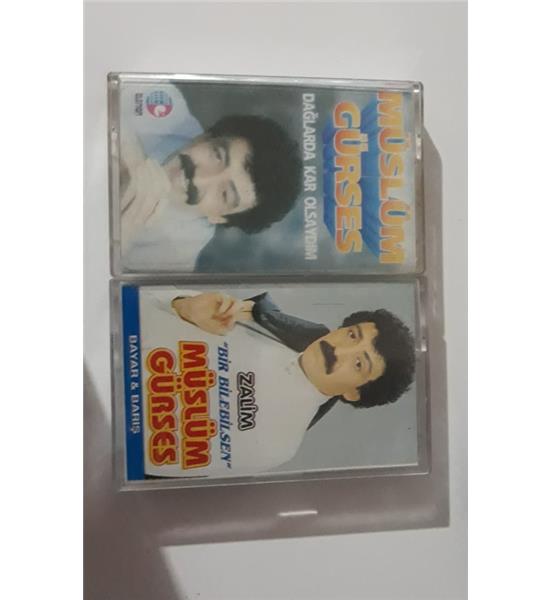 MÜSLÜM
GÜRSES
DAĞLARDA KAR OLSAYDIM
ZALİM
"BİR BİLEBİLSEN"
MÜSLÜM
GÜRSES
BAYAR & BARIŞ